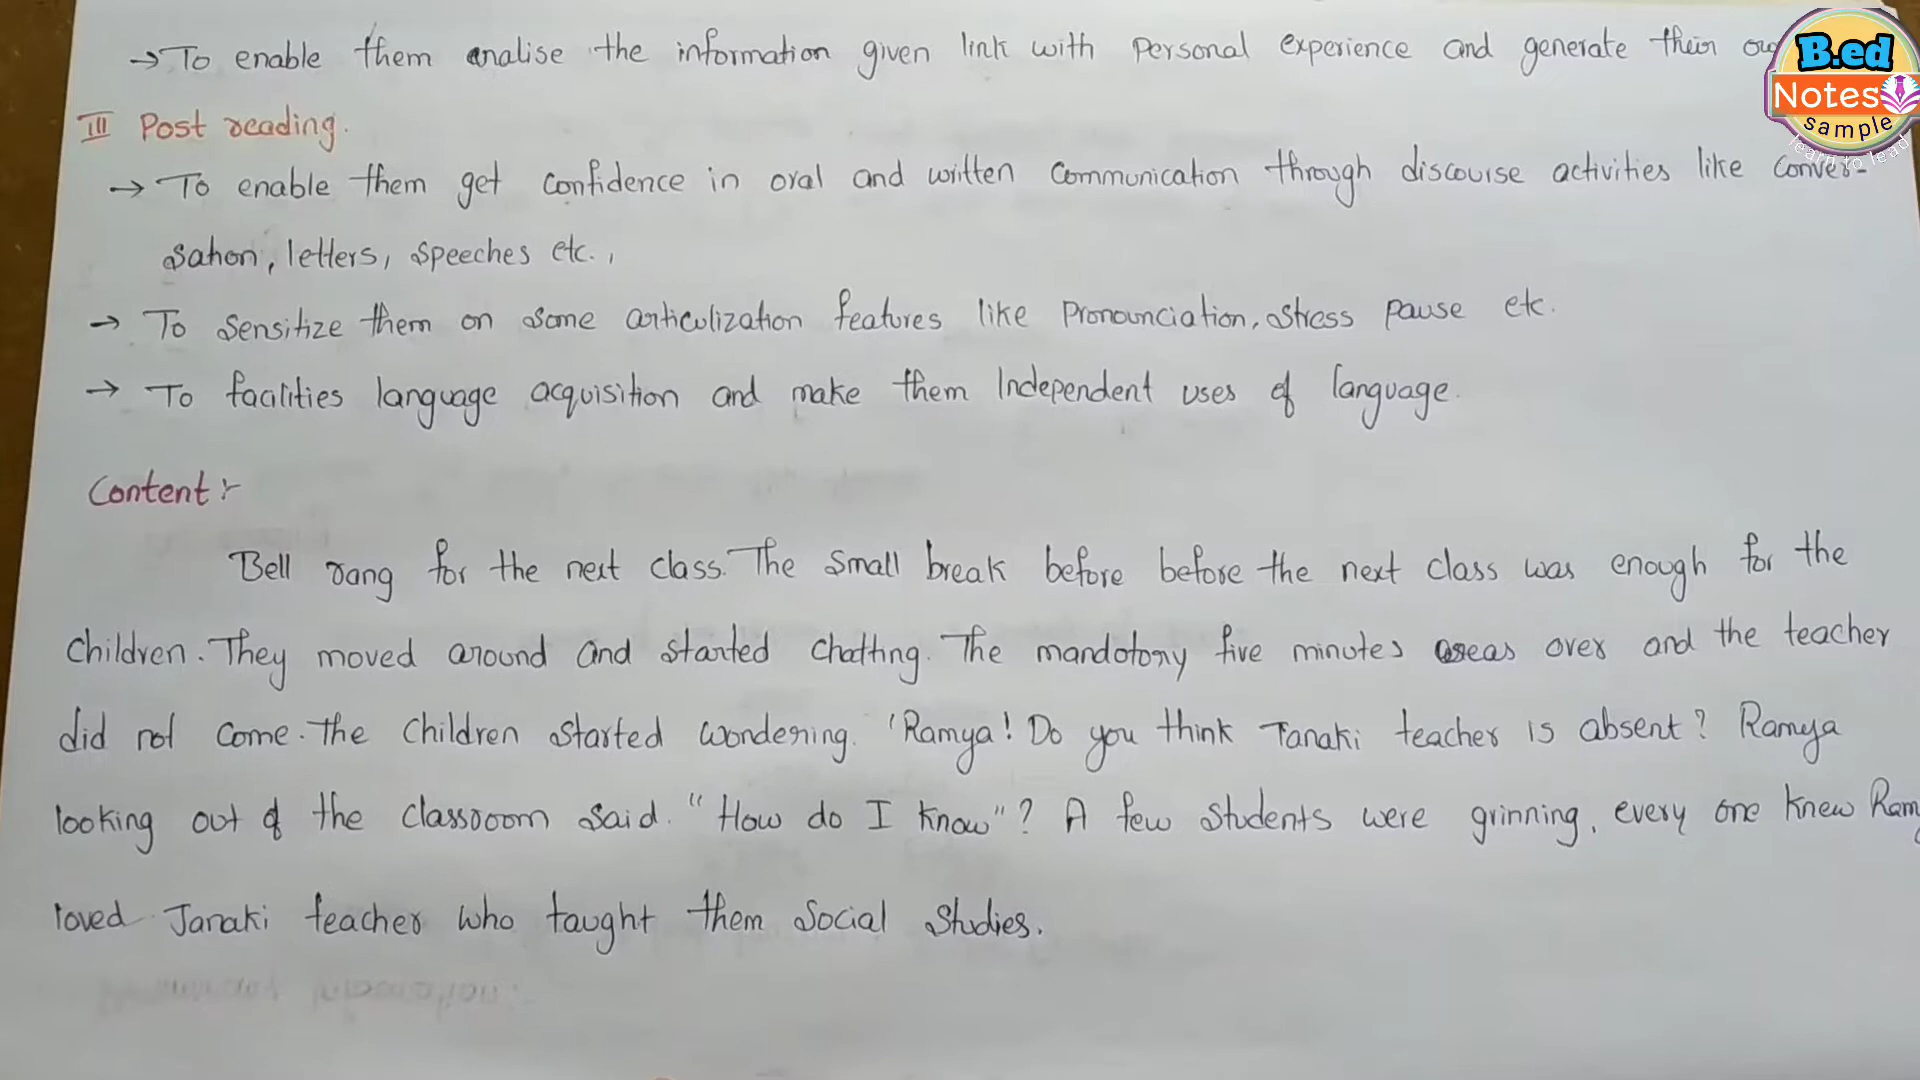 → To enable them analise the information given link with personal experience and generate their
III Post reading.
→ To enable them get confidence in oral and written communication through discourse activities like conver-
sation, letters, speeches etc.,
→ To sensitize them on some articulization features like pronounciation, stress pause etc.
→ To facilities language acquisition and make them Independent uses of language.
Content :-
Bell rang for the next class. The small break before before the next class was enough for the
children. They moved around and started chatting. The mandotory five minutes over and the teacher
did not come. The children started wondering. 'Ramya! Do you think Janaki teacher is absent? Ramya
looking out of the classroom said. "How do I know"? A few students were grinning, every one knew Ramy
loved Janaki teacher who taught them Social Studies.
B.ed
Notes
sample
learn to lead